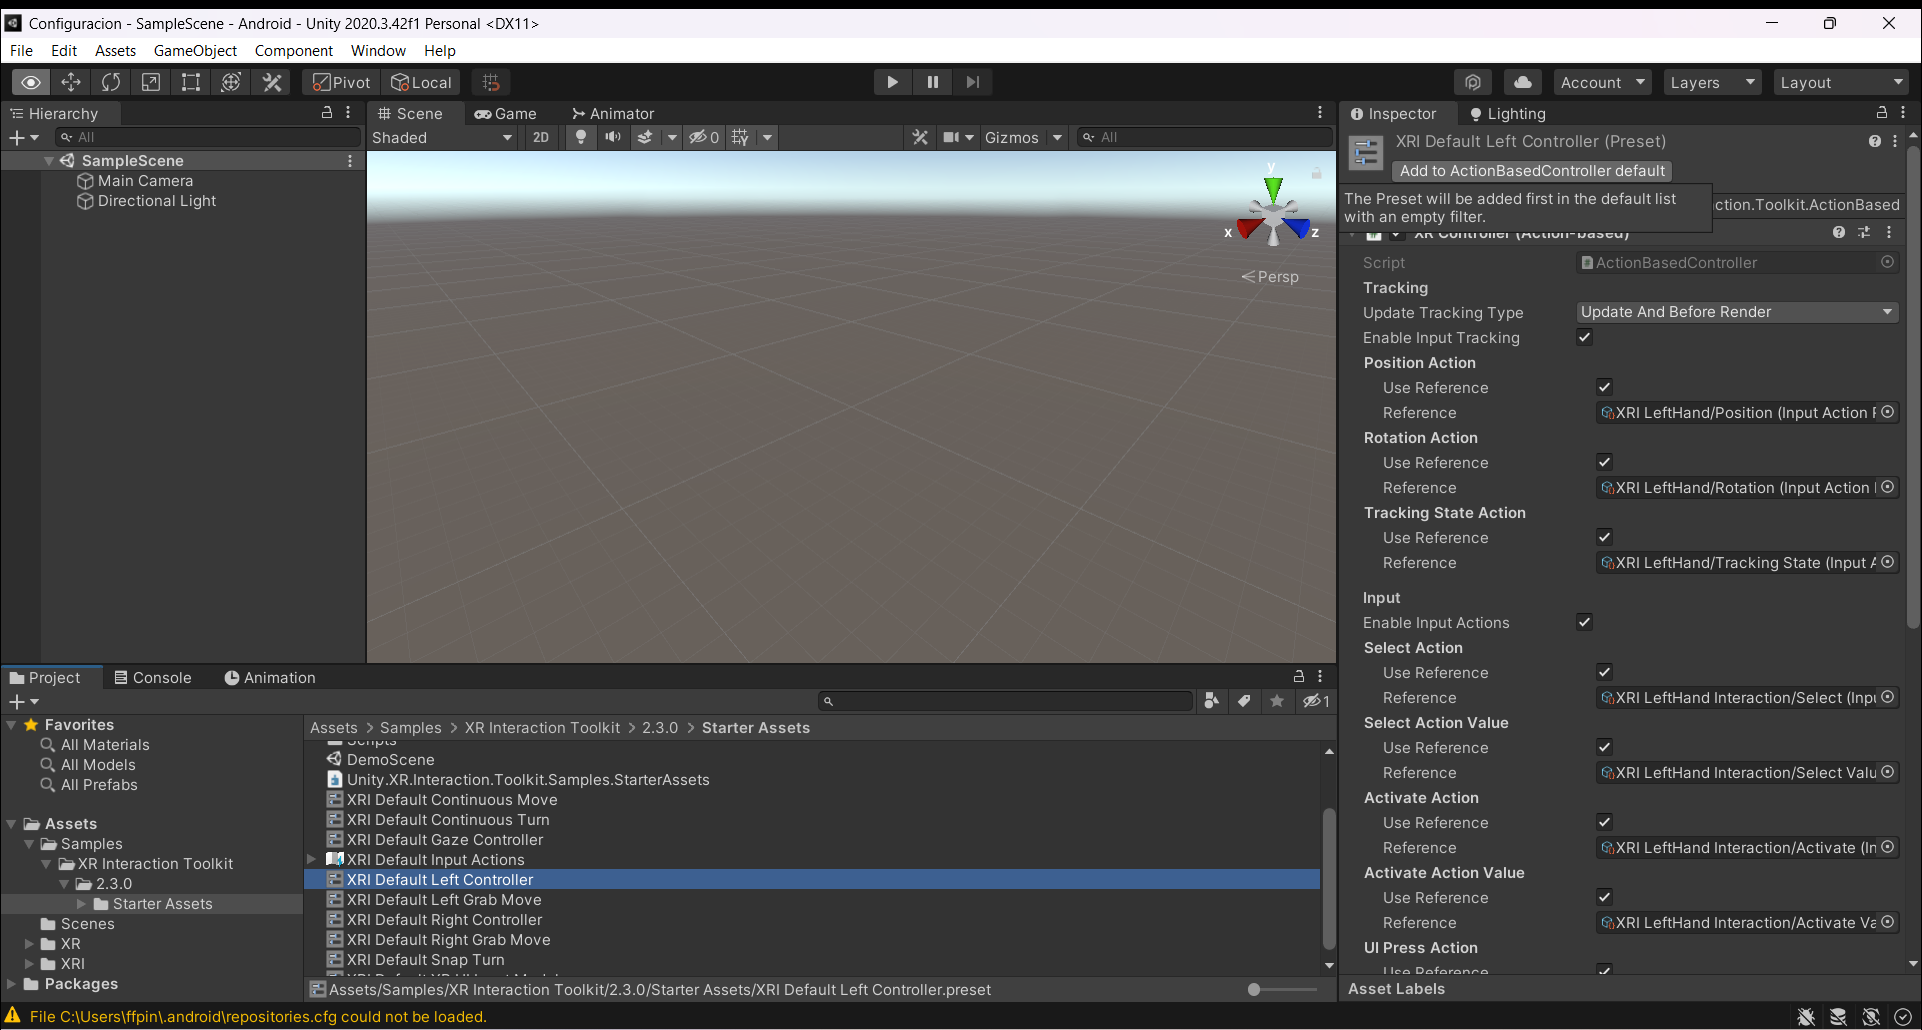 Configuracion - SampleScene - Android - Unity 2020.3.42f1 Personal <DX11>
File Edit Assets GameObject Component Window Help
Pivot Local Account Layers Layout
Hierarchy
All
SampleScene
Main Camera
Directional Light
Scene Game Animator
Shaded 2D 0 Gizmos All
y
x z
Persp
Inspector Lighting
XRI Default Left Controller (Preset)
Add to ActionBasedController default
The Preset will be added first in the default list
with an empty filter.
ction.Toolkit.ActionBased
XR Controller (Action-based)
Script ActionBasedController
Tracking
Update Tracking Type Update And Before Render
Enable Input Tracking
Position Action
Use Reference
Reference XRI LeftHand/Position (Input Action
Rotation Action
Use Reference
Reference XRI LeftHand/Rotation (Input Action
Tracking State Action
Use Reference
Reference XRI LeftHand/Tracking State (Input
Input
Enable Input Actions
Select Action
Use Reference
Reference XRI LeftHand Interaction/Select (Inpu
Select Action Value
Use Reference
Reference XRI LeftHand Interaction/Select Valu
Activate Action
Use Reference
Reference XRI LeftHand Interaction/Activate (In
Activate Action Value
Use Reference
Reference XRI LeftHand Interaction/Activate Va
UI Press Action
Use Reference
Asset Labels
Project Console Animation
1
Favorites
All Materials
All Models
All Prefabs
Assets
Samples
XR Interaction Toolkit
2.3.0
Starter Assets
Scenes
XR
XRI
Packages
Assets > Samples > XR Interaction Toolkit > 2.3.0 > Starter Assets
Scripts
DemoScene
Unity.XR.Interaction.Toolkit.Samples.StarterAssets
XRI Default Continuous Move
XRI Default Continuous Turn
XRI Default Gaze Controller
XRI Default Input Actions
XRI Default Left Controller
XRI Default Left Grab Move
XRI Default Right Controller
XRI Default Right Grab Move
XRI Default Snap Turn
Assets/Samples/XR Interaction Toolkit/2.3.0/Starter Assets/XRI Default Left Controller.preset
File C:\Users\ffpin\.android\repositories.cfg could not be loaded.